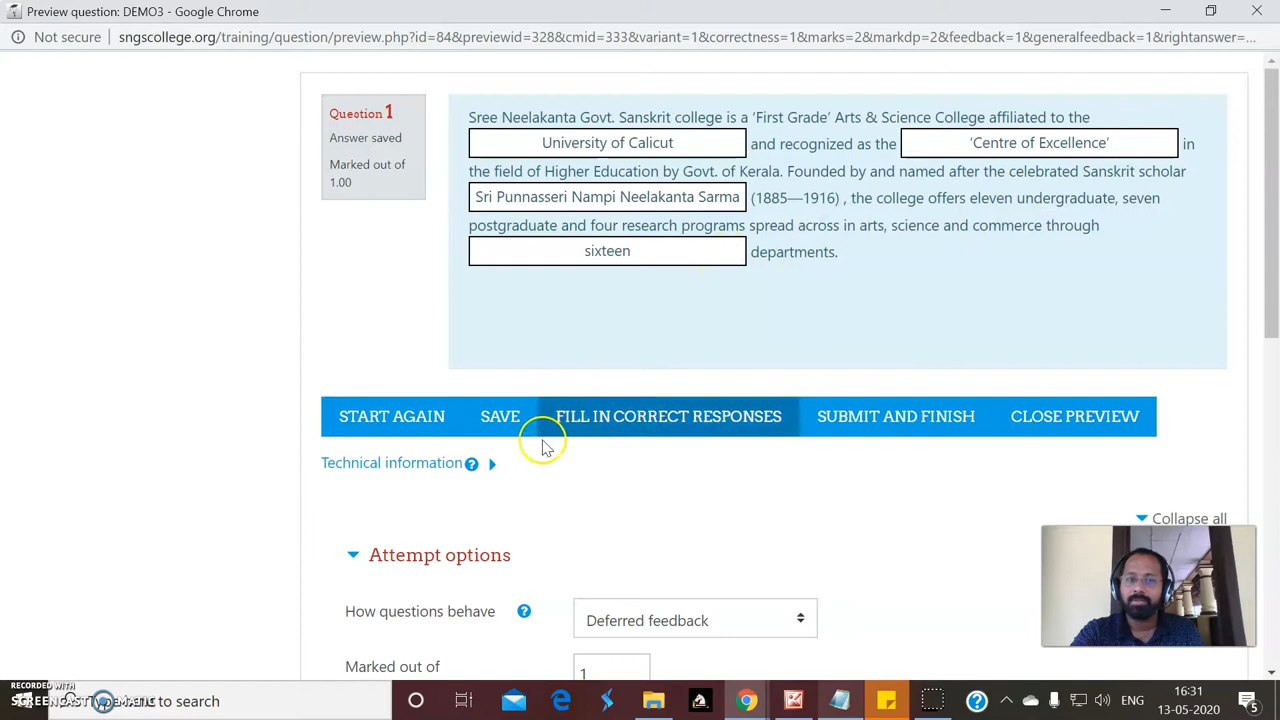 Preview question: DEMO3 - Google Chrome
Not secure | sngscollege.org/training/question/preview.php?id=84&previewid=328&cmid=333&variant=1&correctness=1&marks=2&markdp=2&feedback=1&generalfeedback=1&rightanswer=...
Question 1
Answer saved
Marked out of
1.00
Sree Neelakanta Govt. Sanskrit college is a 'First Grade' Arts & Science College affiliated to the
University of Calicut and recognized as the 'Centre of Excellence' in
the field of Higher Education by Govt. of Kerala. Founded by and named after the celebrated Sanskrit scholar
Sri Punnasseri Nampi Neelakanta Sarma (1885—1916) , the college offers eleven undergraduate, seven
postgraduate and four research programs spread across in arts, science and commerce through
sixteen departments.
START AGAIN SAVE FILL IN CORRECT RESPONSES SUBMIT AND FINISH CLOSE PREVIEW
Technical information
Collapse all
Attempt options
How questions behave Deferred feedback
Marked out of 1
RECORDED WITH
SCREENCAST MATIC
Type here to search
ENG
16:31
13-05-2020
5